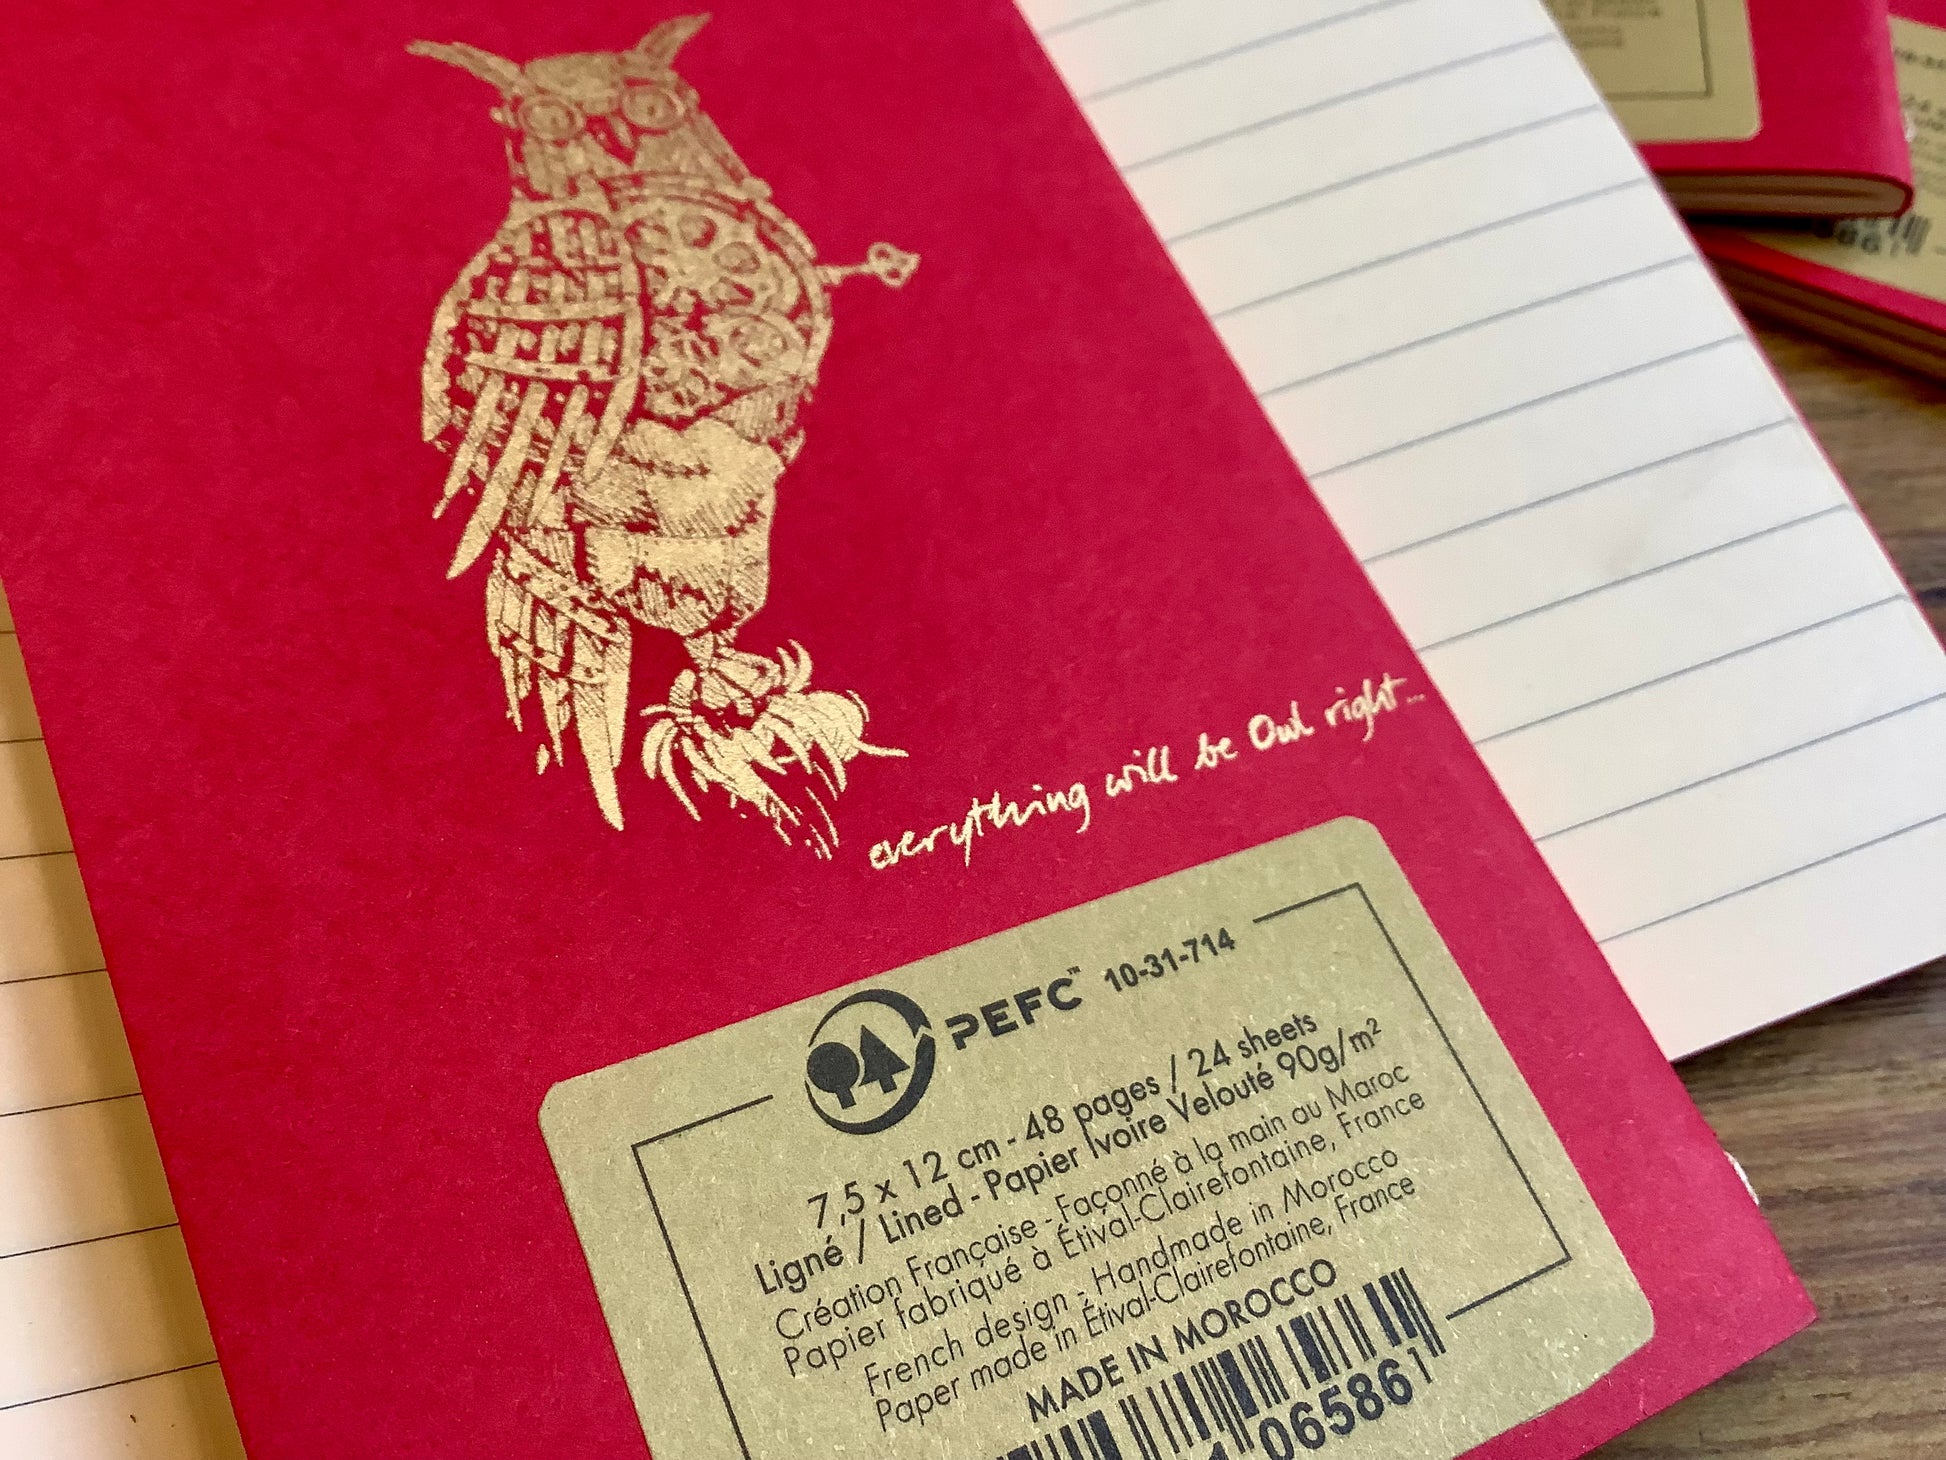 everything will be Owl right...
PEFC™ 10-31-714
7,5 x 12 cm - 48 pages / 24 sheets
Ligné / Lined - Papier Ivoire Velouté 90g/m²
Création Française - Façonné à la main au Maroc
Papier fabriqué à Étival-Clairefontaine, France
French design - Handmade in Morocco
Paper made in Étival-Clairefontaine, France
MADE IN MOROCCO
106586